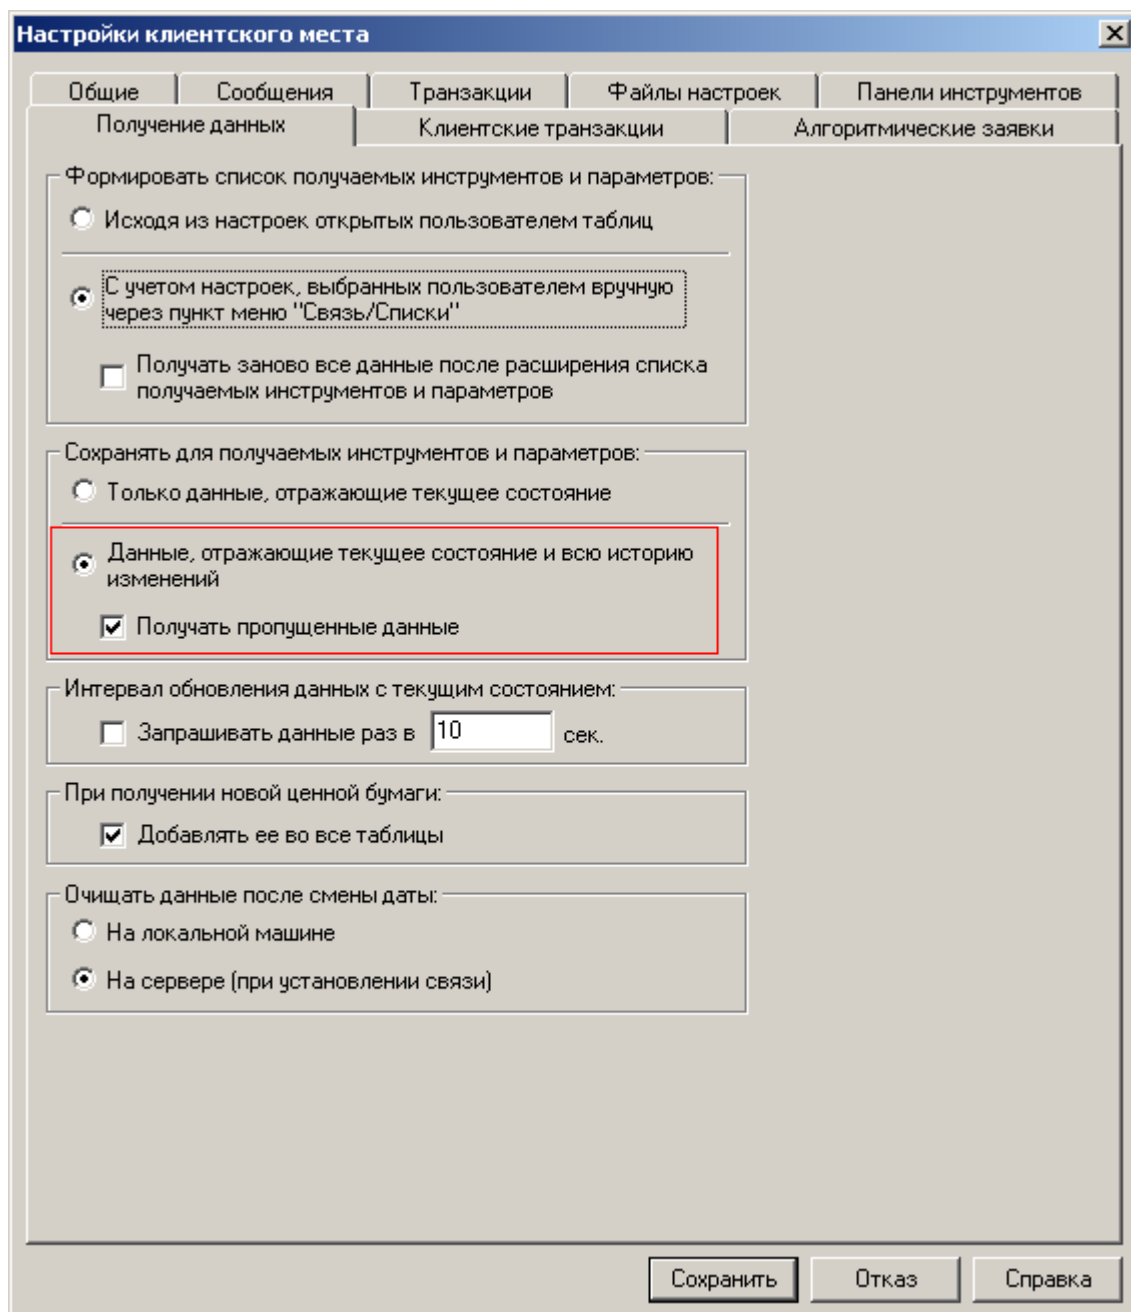 Настройки клиентского места
Общие
Сообщения
Транзакции
Файлы настроек
Панели инструментов
Получение данных
Клиентские транзакции
Алгоритмические заявки
Формировать список получаемых инструментов и параметров:
Исходя из настроек открытых пользователем таблиц
С учетом настроек, выбранных пользователем вручную
через пункт меню "Связь/Списки"
Получать заново все данные после расширения списка
получаемых инструментов и параметров
Сохранять для получаемых инструментов и параметров:
Только данные, отражающие текущее состояние
Данные, отражающие текущее состояние и всю историю
изменений
Получать пропущенные данные
Интервал обновления данных с текущим состоянием:
Запрашивать данные раз в 10 сек.
При получении новой ценной бумаги:
Добавлять ее во все таблицы
Очищать данные после смены даты:
На локальной машине
На сервере (при установлении связи)
Сохранить
Отказ
Справка